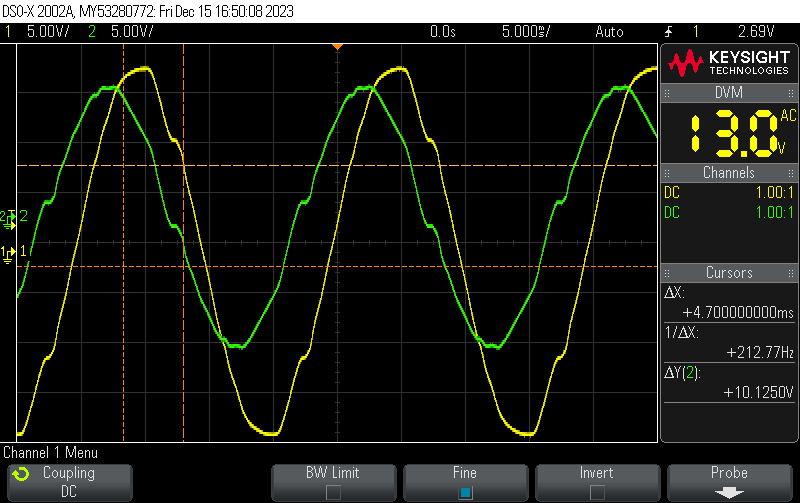 DSO-X 2002A, MY53280772: Fri Dec 15 16:50:08 2023
1 5.00V/ 2 5.00V/ 0.0s 5.000ms/ Auto 1 2.69V
KEYSIGHT
TECHNOLOGIES
DVM
AC
13.0
V
Channels
DC 1.00:1
DC 1.00:1
2 2
1 1
Cursors
ΔX:
+4.700000000ms
1/ΔX:
+212.77Hz
ΔY(2):
+10.1250V
Channel 1 Menu
Coupling
DC
BW Limit
Fine
Invert
Probe